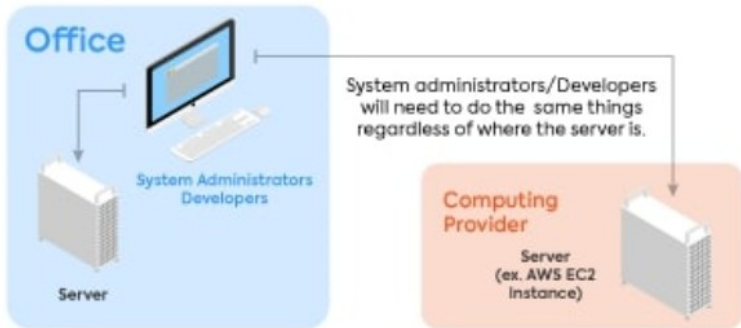 Office
System administrators/Developers
will need to do the same things
regardless of where the server is.
System Administrators
Developers
Server
Computing
Provider
Server
(ex. AWS EC2
Instance)